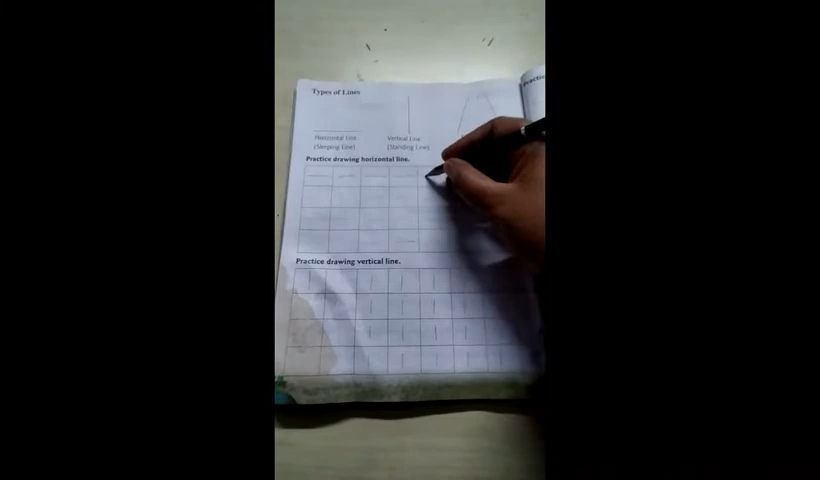 Types of Lines
Horizontal Line
(Sleeping Line)
Vertical Line
(Standing Line)
Practice drawing horizontal line.
Practice drawing vertical line.